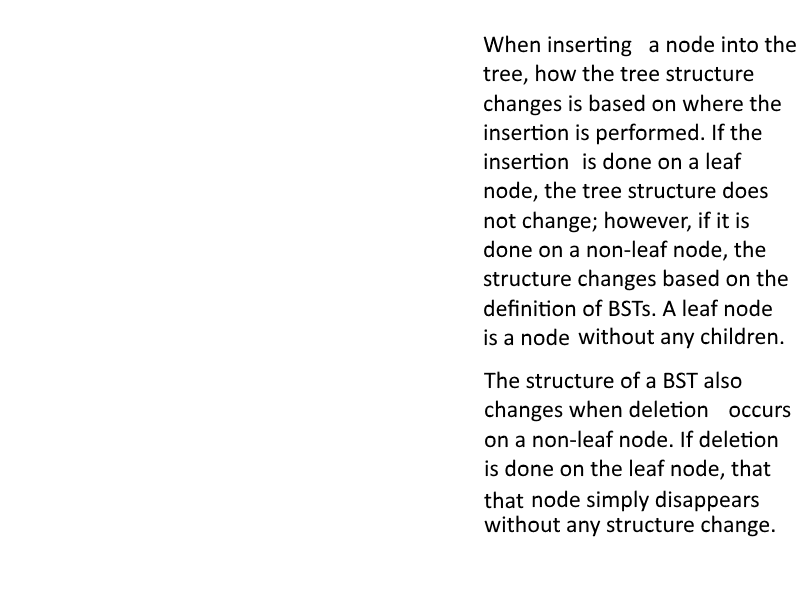 When inserting a node into the
tree, how the tree structure
changes is based on where the
insertion is performed. If the
insertion is done on a leaf
node, the tree structure does
not change; however, if it is
done on a non-leaf node, the
structure changes based on the
definition of BSTs. A leaf node
is a node without any children.
The structure of a BST also
changes when deletion occurs
on a non-leaf node. If deletion
is done on the leaf node, that
that node simply disappears
without any structure change.